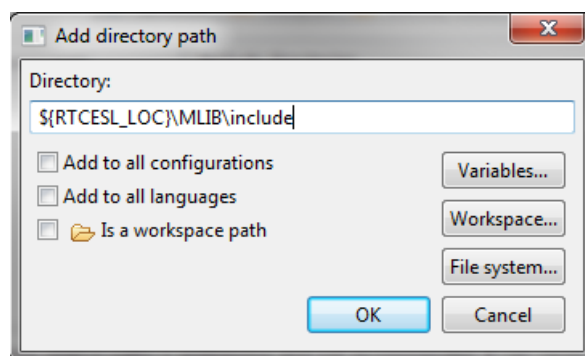 Add directory path
Directory:
${RTCESL_LOC}\MLIB\include
Add to all configurations
Variables...
Add to all languages
Workspace...
Is a workspace path
File system...
OK
Cancel